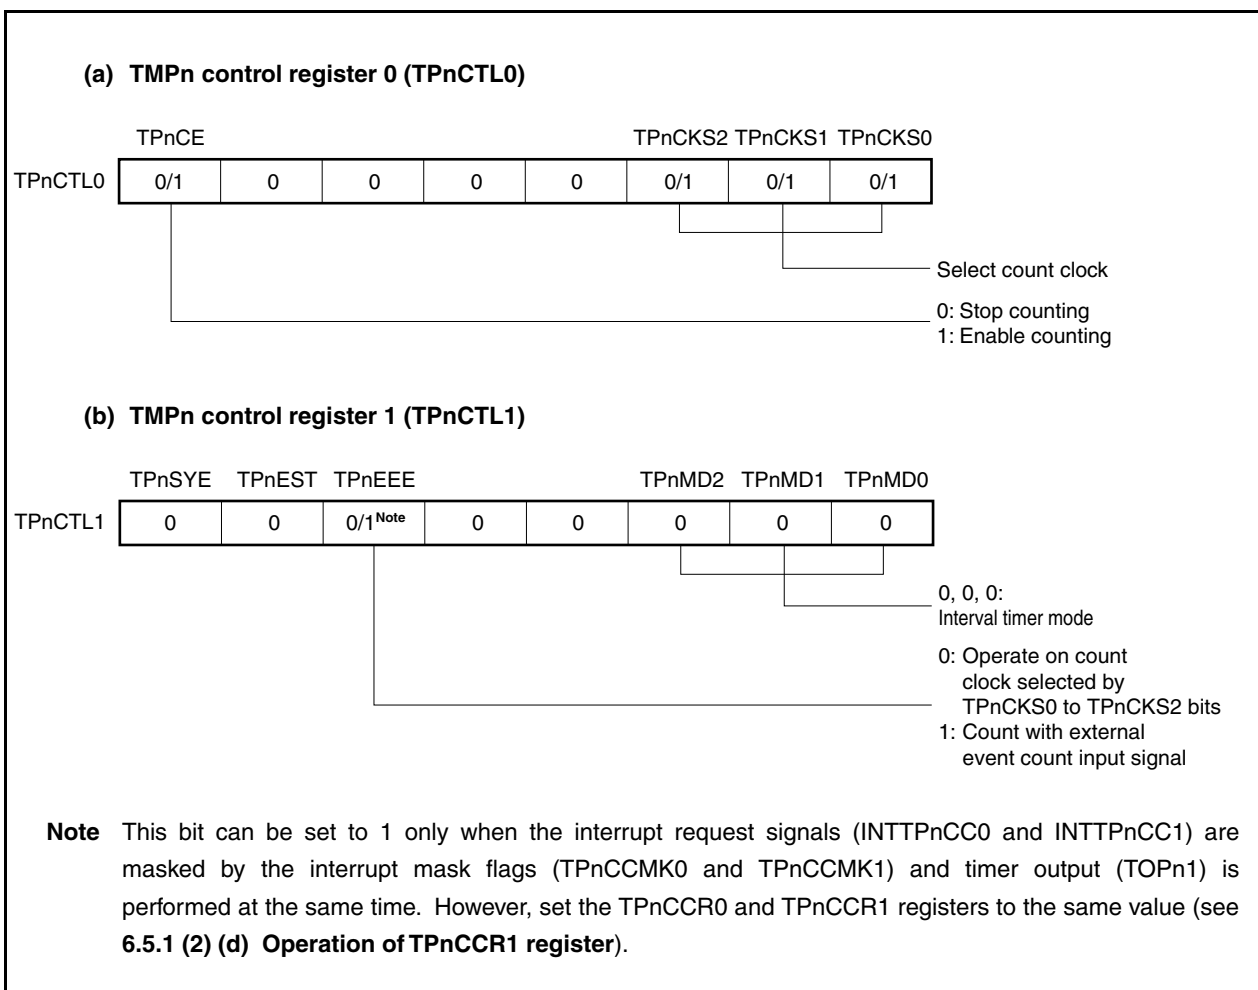 (a) TMPn control register 0 (TPnCTL0)
TPnCE TPnCKS2 TPnCKS1 TPnCKS0
TPnCTL0 0/1 0 0 0 0 0/1 0/1 0/1
Select count clock
0: Stop counting
1: Enable counting
(b) TMPn control register 1 (TPnCTL1)
TPnSYE TPnEST TPnEEE TPnMD2 TPnMD1 TPnMD0
TPnCTL1 0 0 0/1Note 0 0 0 0 0
0, 0, 0:
Interval timer mode
0: Operate on count
clock selected by
TPnCKS0 to TPnCKS2 bits
1: Count with external
event count input signal
Note This bit can be set to 1 only when the interrupt request signals (INTTPnCC0 and INTTPnCC1) are
masked by the interrupt mask flags (TPnCCMK0 and TPnCCMK1) and timer output (TOPn1) is
performed at the same time. However, set the TPnCCR0 and TPnCCR1 registers to the same value (see
6.5.1 (2) (d) Operation of TPnCCR1 register).